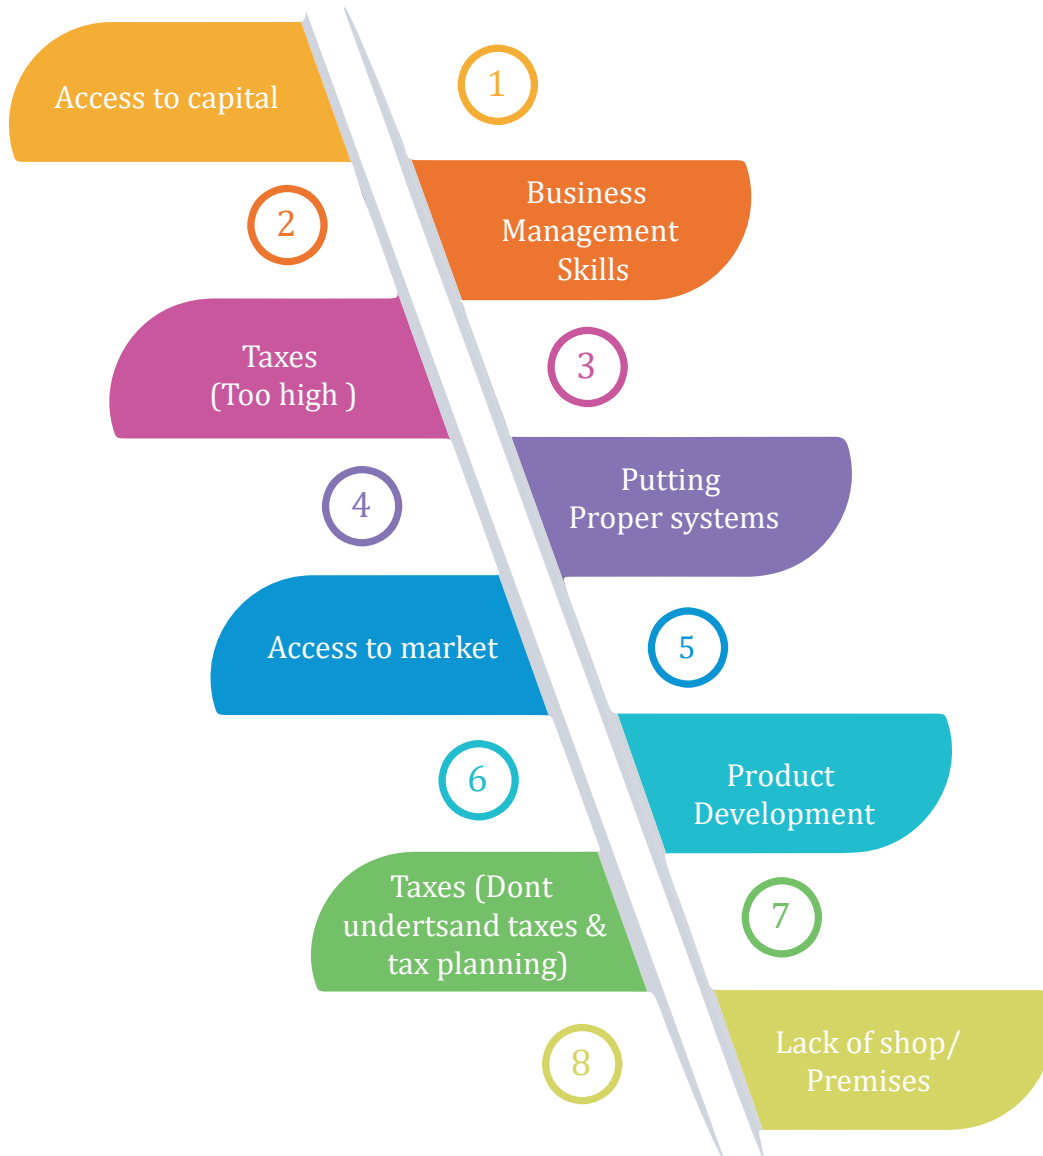 Access to capital
1
2
Business
Management
Skills
Taxes
(Too high )
3
4
Putting
Proper systems
Access to market
5
6
Product
Development
Taxes (Dont
undertsand taxes &
tax planning)
7
8
Lack of shop/
Premises